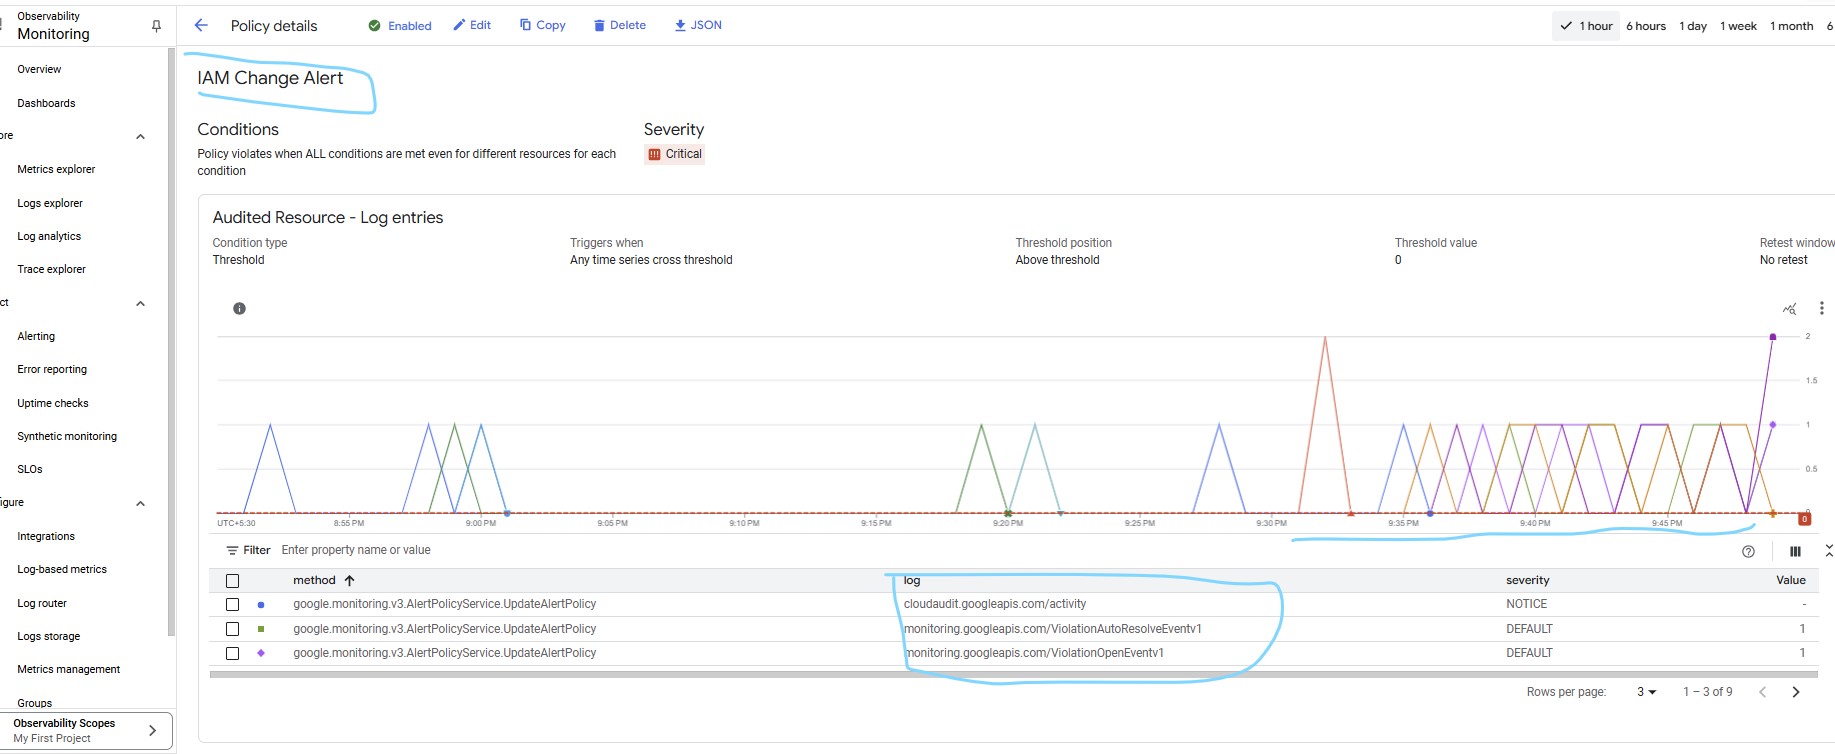 Observability
Monitoring
Policy details
Enabled
Edit
Copy
Delete
JSON
1 hour
6 hours
1 day
1 week
1 month
6
Overview
Dashboards
ore
Metrics explorer
Logs explorer
Log analytics
Trace explorer
ct
Alerting
Error reporting
Uptime checks
Synthetic monitoring
SLOs
igure
Integrations
Log-based metrics
Log router
Logs storage
Metrics management
Groups
Observability Scopes
My First Project
IAM Change Alert
Conditions
Policy violates when ALL conditions are met even for different resources for each
condition
Severity
Critical
Audited Resource - Log entries
Condition type
Threshold
Triggers when
Any time series cross threshold
Threshold position
Above threshold
Threshold value
0
Retest window
No retest
2
1.5
1
0.5
0
0
UTC+5:30
8:55 PM
9:00 PM
9:05 PM
9:10 PM
9:15 PM
9:20 PM
9:25 PM
9:30 PM
9:35 PM
9:40 PM
9:45 PM
Filter Enter property name or value
method log severity Value
google.monitoring.v3.AlertPolicyService.UpdateAlertPolicy cloudaudit.googleapis.com/activity NOTICE -
google.monitoring.v3.AlertPolicyService.UpdateAlertPolicy monitoring.googleapis.com/ViolationAutoResolveEventv1 DEFAULT 1
google.monitoring.v3.AlertPolicyService.UpdateAlertPolicy monitoring.googleapis.com/ViolationOpenEventv1 DEFAULT 1
Rows per page: 3 1 – 3 of 9